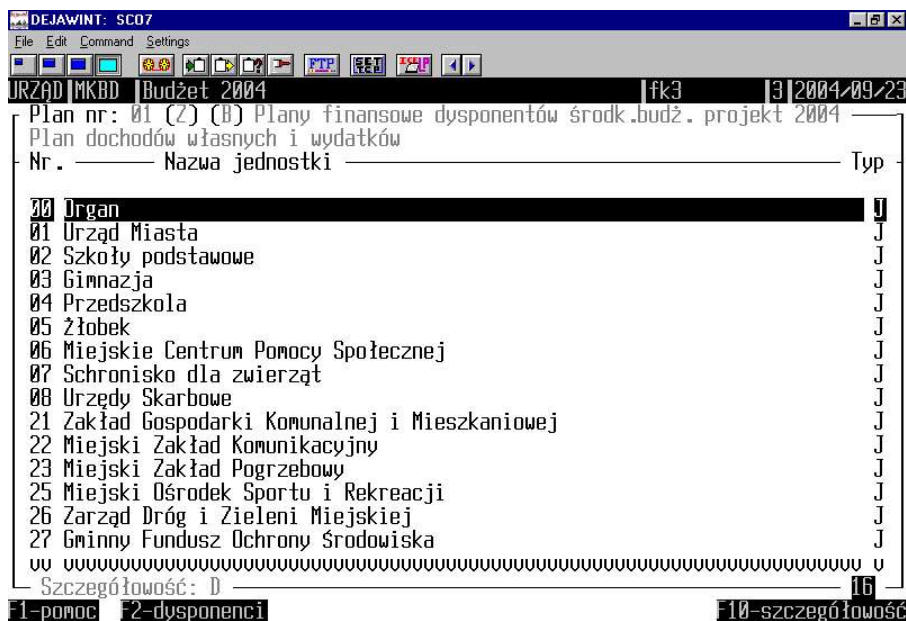 DEJAWINT: SCO7
File Edit Command Settings
FTP SET TCP
URZĄD MKBD Budżet 2004 fk3 3 2004/09/23
Plan nr: 01 (Z) (B) Plany finansowe dysponentów środk.budż. projekt 2004
Plan dochodów własnych i wydatków
Nr. Nazwa jednostki Typ
00 Organ J
01 Urząd Miasta J
02 Szkoły podstawowe J
03 Gimnazja J
04 Przedszkola J
05 Żłobek J
06 Miejskie Centrum Pomocy Społecznej J
07 Schronisko dla zwierząt J
08 Urzędy Skarbowe J
21 Zakład Gospodarki Komunalnej i Mieszkaniowej J
22 Miejski Zakład Komunikacyjny J
23 Miejski Zakład Pogrzebowy J
25 Miejski Ośrodek Sportu i Rekreacji J
26 Zarząd Dróg i Zieleni Miejskiej J
27 Gminny Fundusz Ochrony Środowiska J
vv vvvvvvvvvvvvvvvvvvvvvvvvvvvvvvvvvvvvvvvvvvvvvvvvvvvvvvvvvvvvvvvvvvvvvv v
Szczegółowość: D 16
F1-pomoc F2-dysponenci F10-szczegółowość